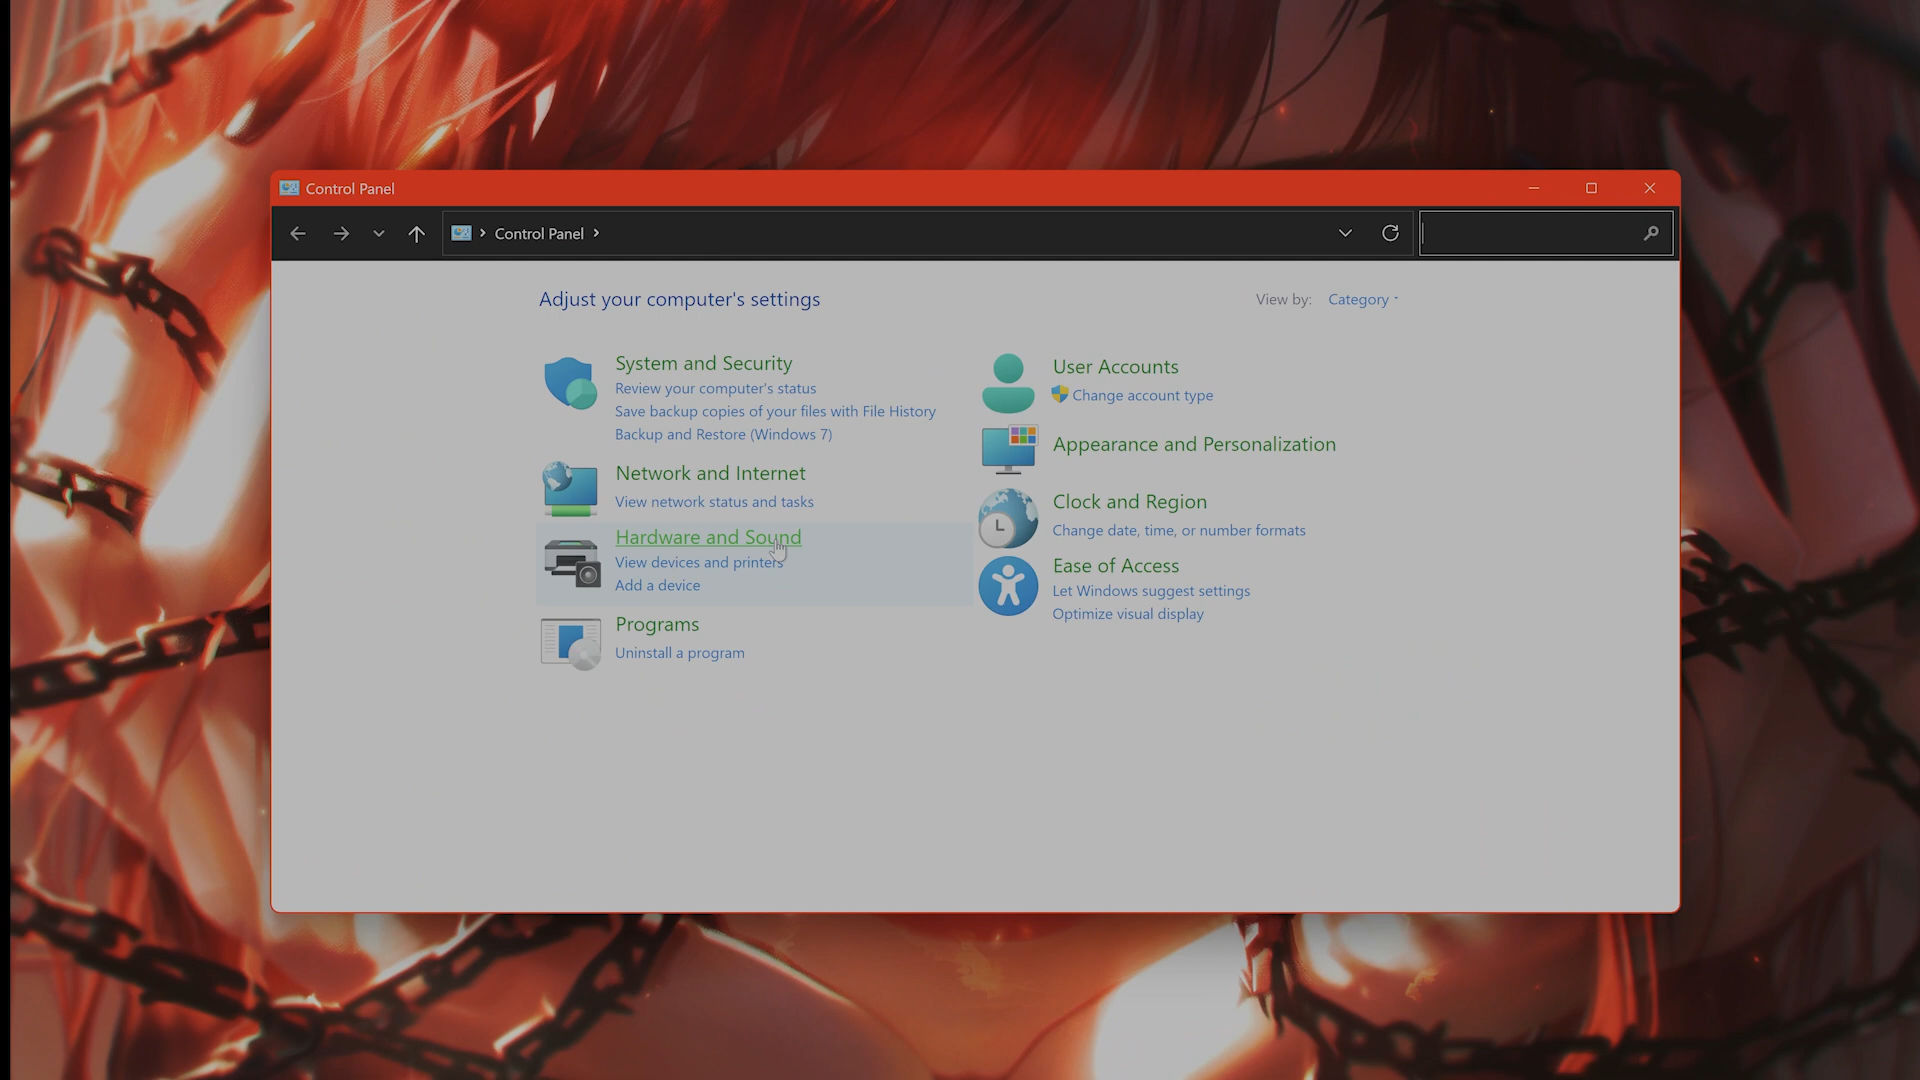 Control Panel
Control Panel
Adjust your computer's settings
View by: Category
System and Security
Review your computer's status
Save backup copies of your files with File History
Backup and Restore (Windows 7)
Network and Internet
View network status and tasks
Hardware and Sound
View devices and printers
Add a device
Programs
Uninstall a program
User Accounts
Change account type
Appearance and Personalization
Clock and Region
Change date, time, or number formats
Ease of Access
Let Windows suggest settings
Optimize visual display